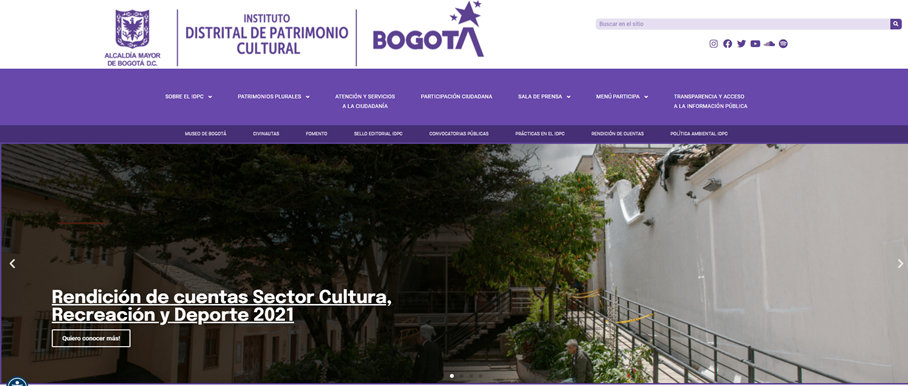 ALCALDÍA MAYOR
DE BOGOTÁ D.C.
INSTITUTO
DISTRITAL DE PATRIMONIO
CULTURAL
BOGOTÁ
Buscar en el sitio
SOBRE EL IDPC
PATRIMONIOS PLURALES
ATENCIÓN Y SERVICIOS
A LA CIUDADANÍA
PARTICIPACIÓN CIUDADANA
SALA DE PRENSA
MENÚ PARTICIPA
TRANSPARENCIA Y ACCESO
A LA INFORMACIÓN PÚBLICA
MUSEO DE BOGOTÁ
CIVINAUTAS
FOMENTO
SELLO EDITORIAL IDPC
CONVOCATORIAS PÚBLICAS
PRÁCTICAS EN EL IDPC
RENDICIÓN DE CUENTAS
POLÍTICA AMBIENTAL IDPC
Rendición de cuentas Sector Cultura,
Recreación y Deporte 2021
Quiero conocer más!